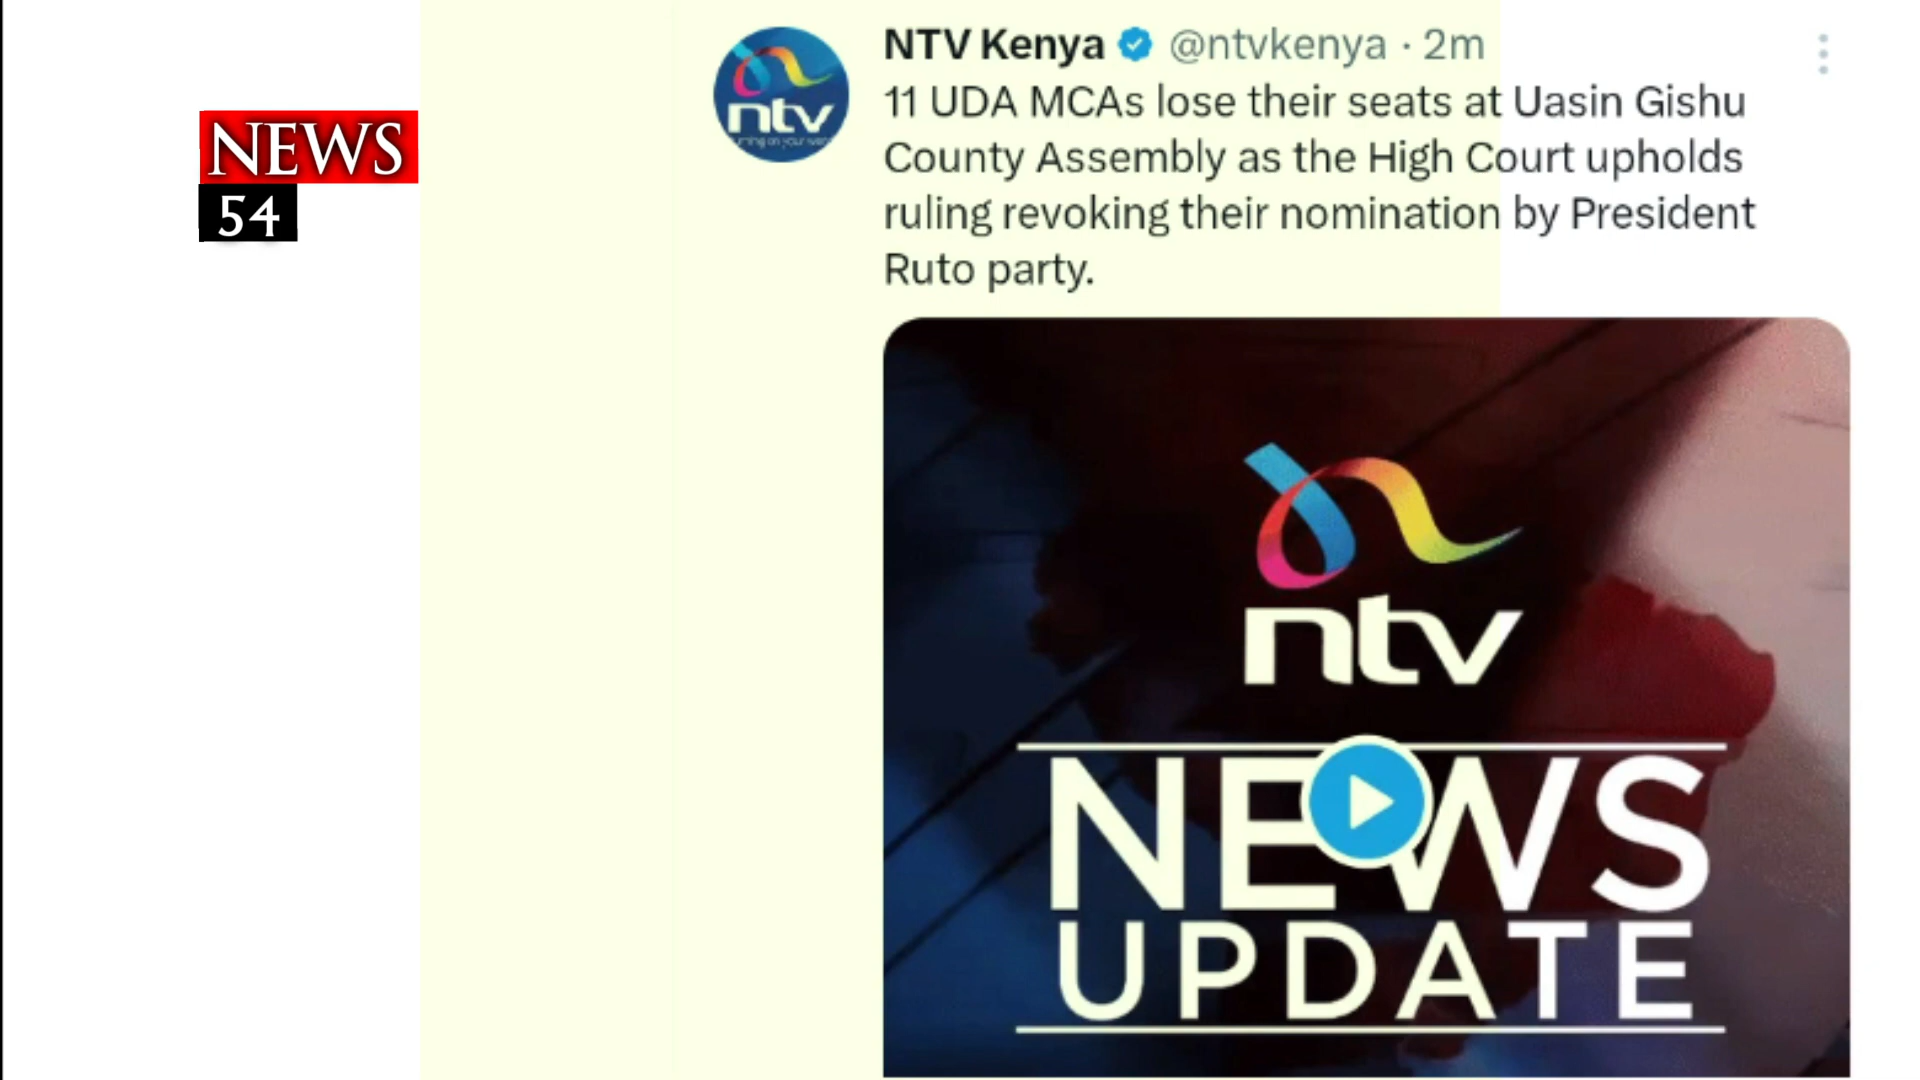 NEWS
54
NTV Kenya @ntvkenya · 2m
11 UDA MCAs lose their seats at Uasin Gishu
County Assembly as the High Court upholds
ruling revoking their nomination by President
Ruto party.
ntv
ntv
NEWS
UPDATE